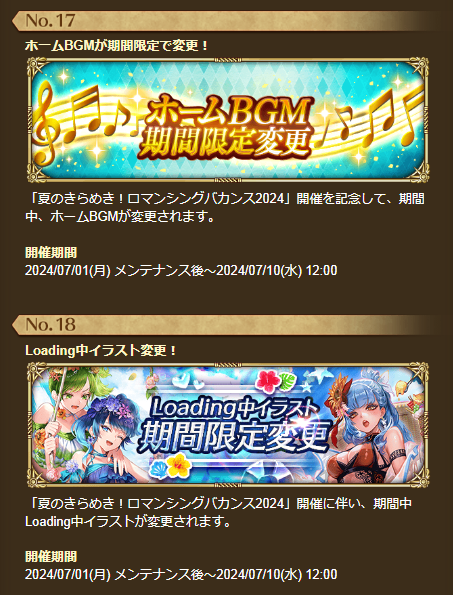 No.17
ホームBGMが期間限定で変更！
ホームBGM
期間限定変更
「夏のきらめき！ロマンシングバカンス2024」開催を記念して、期間
中、ホームBGMが変更されます。
開催期間
2024/07/01(月) メンテナンス後～2024/07/10(水) 12:00
No.18
Loading中イラスト変更！
Loading中イラスト
期間限定変更
「夏のきらめき！ロマンシングバカンス2024」開催に伴い、期間中
Loading中イラストが変更されます。
開催期間
2024/07/01(月) メンテナンス後～2024/07/10(水) 12:00